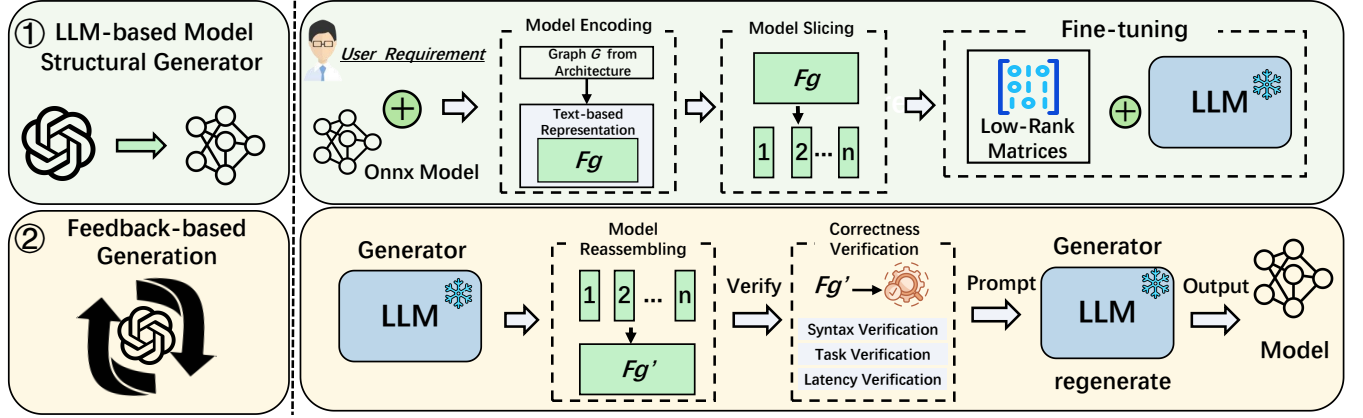 ① LLM-based Model
Structural Generator
User Requirement
Onnx Model
Model Encoding
Graph G from
Architecture
Text-based
Representation
Fg
Model Slicing
Fg
1 2 ... n
Fine-tuning
Low-Rank
Matrices
LLM
② Feedback-based
Generation
Generator
LLM
Model
Reassembling
1 2 ... n
Fg'
Verify
Correctness
Verification
Fg'
Syntax Verification
Task Verification
Latency Verification
Prompt
Generator
LLM
regenerate
Output
Model